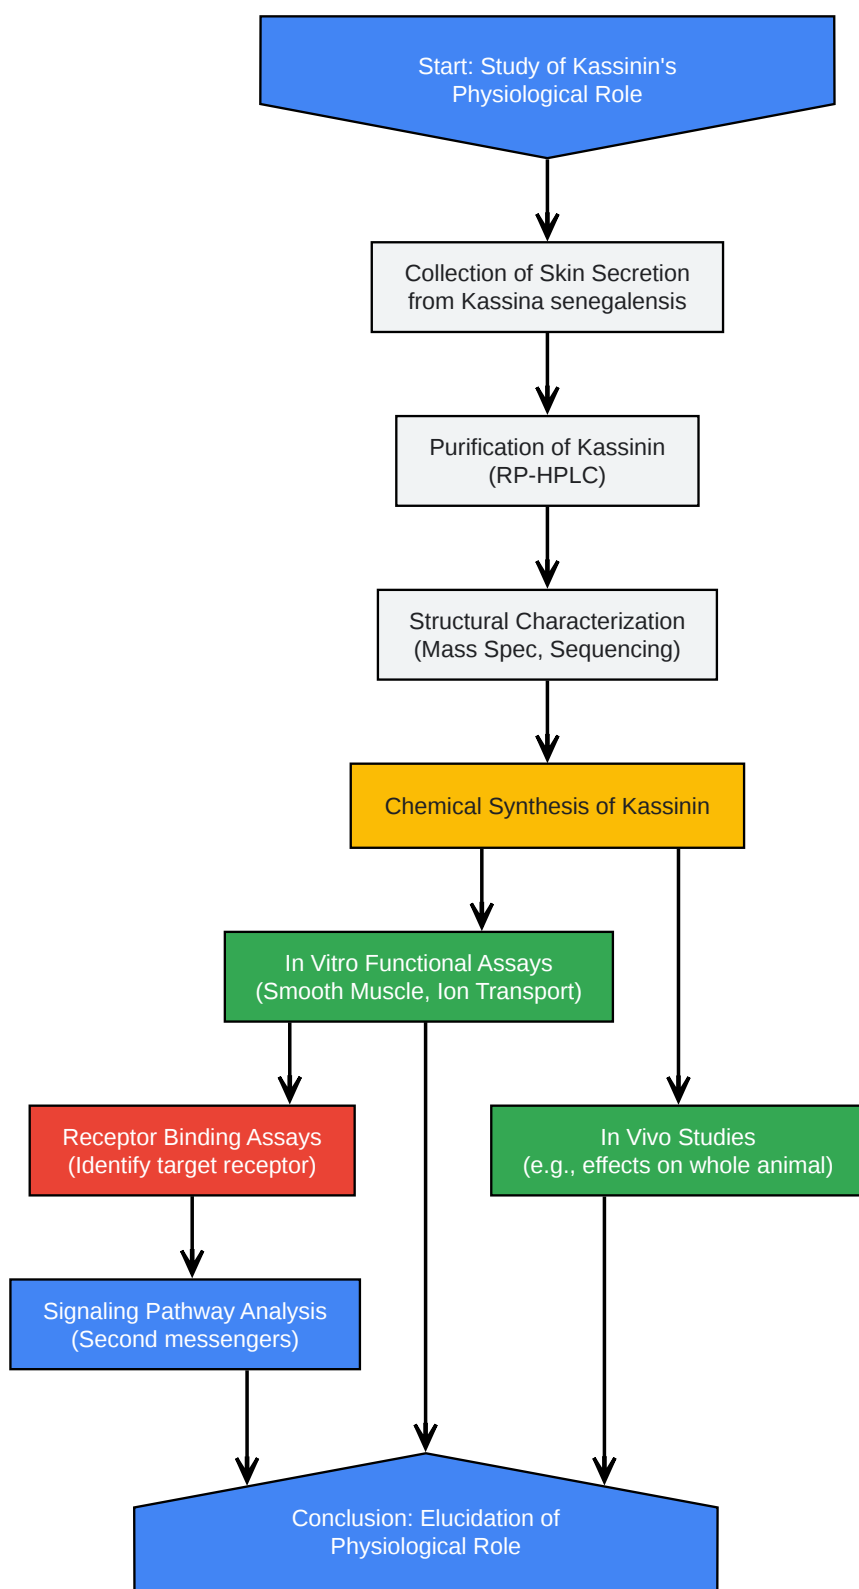 Start: Study of Kassinin's
Physiological Role
Collection of Skin Secretion
from Kassina senegalensis
Purification of Kassinin
(RP-HPLC)
Structural Characterization
(Mass Spec, Sequencing)
Chemical Synthesis of Kassinin
In Vitro Functional Assays
(Smooth Muscle, Ion Transport)
Receptor Binding Assays
(Identify target receptor)
In Vivo Studies
(e.g., effects on whole animal)
Signaling Pathway Analysis
(Second messengers)
Conclusion: Elucidation of
Physiological Role